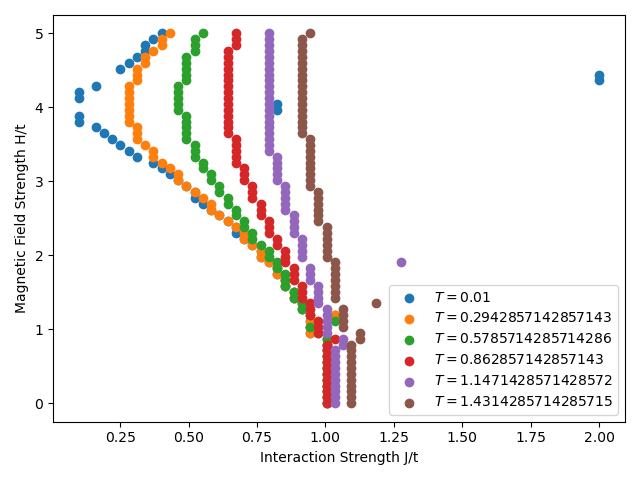 Magnetic Field Strength H/t
5
4
3
2
1
0
T = 0.01
T = 0.2942857142857143
T = 0.5785714285714286
T = 0.862857142857143
T = 1.1471428571428572
T = 1.4314285714285715
0.25 0.50 0.75 1.00 1.25 1.50 1.75 2.00
Interaction Strength J/t